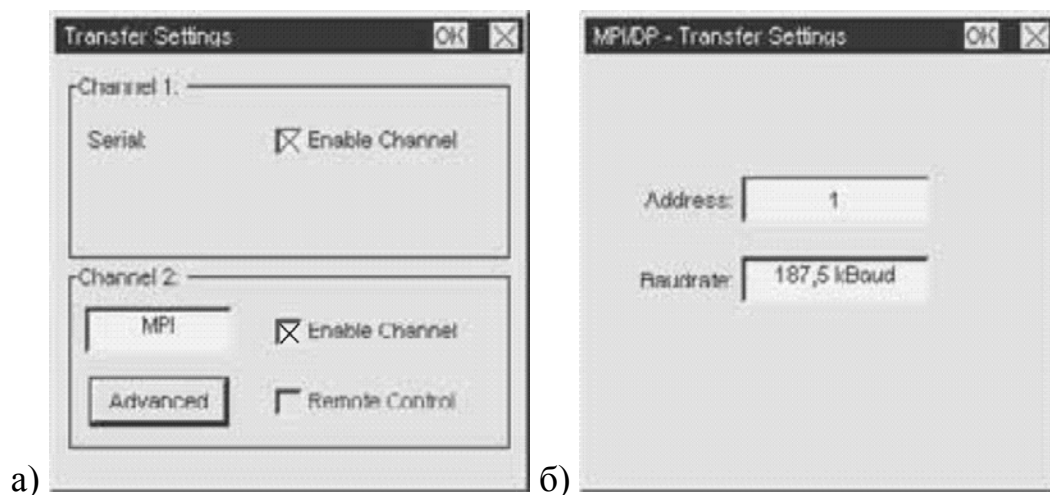 Transfer Settings OK X
Channel 1:
Serial: Enable Channel
Channel 2:
MPI Enable Channel
Advanced Remote Control
а)
MPI/DP - Transfer Settings OK X
Address: 1
Baudrate: 187,5 kBaud
б)